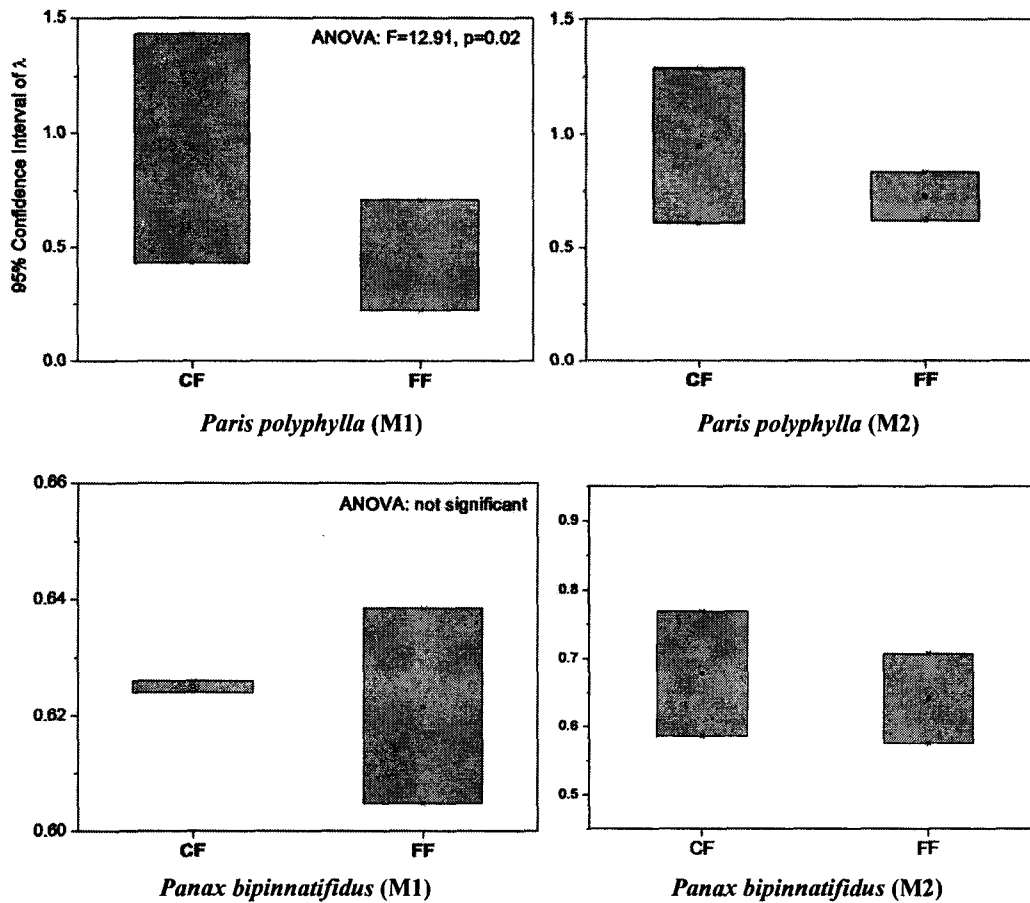 95% Confidence Interval of λ
1.5
1.0
0.5
0.0
ANOVA: F=12.91, p=0.02
CF
FF
Paris polyphylla (M1)
1.5
1.0
0.5
0.0
CF
FF
Paris polyphylla (M2)
0.66
0.64
0.62
0.60
ANOVA: not significant
CF
FF
Panax bipinnatifidus (M1)
0.9
0.8
0.7
0.6
0.5
CF
FF
Panax bipinnatifidus (M2)